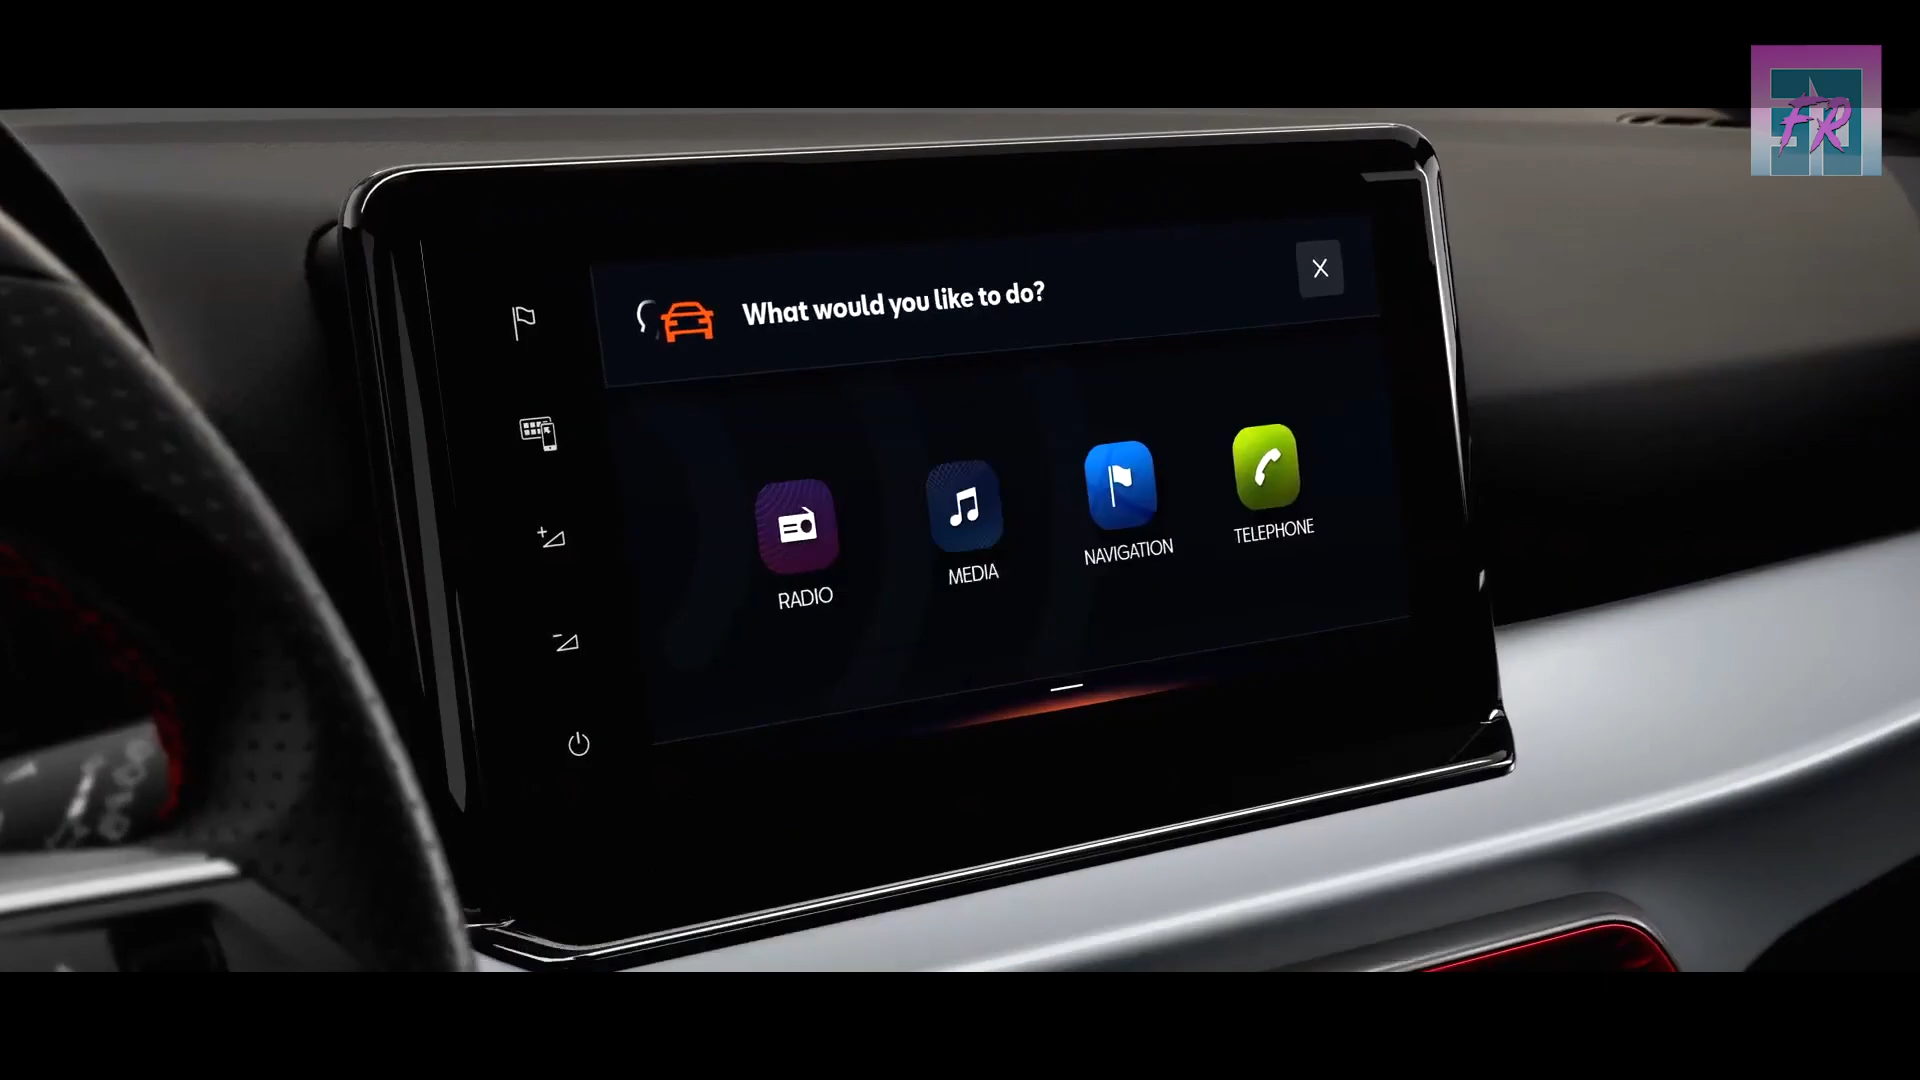 FR
What would you like to do?
X
RADIO
MEDIA
NAVIGATION
TELEPHONE